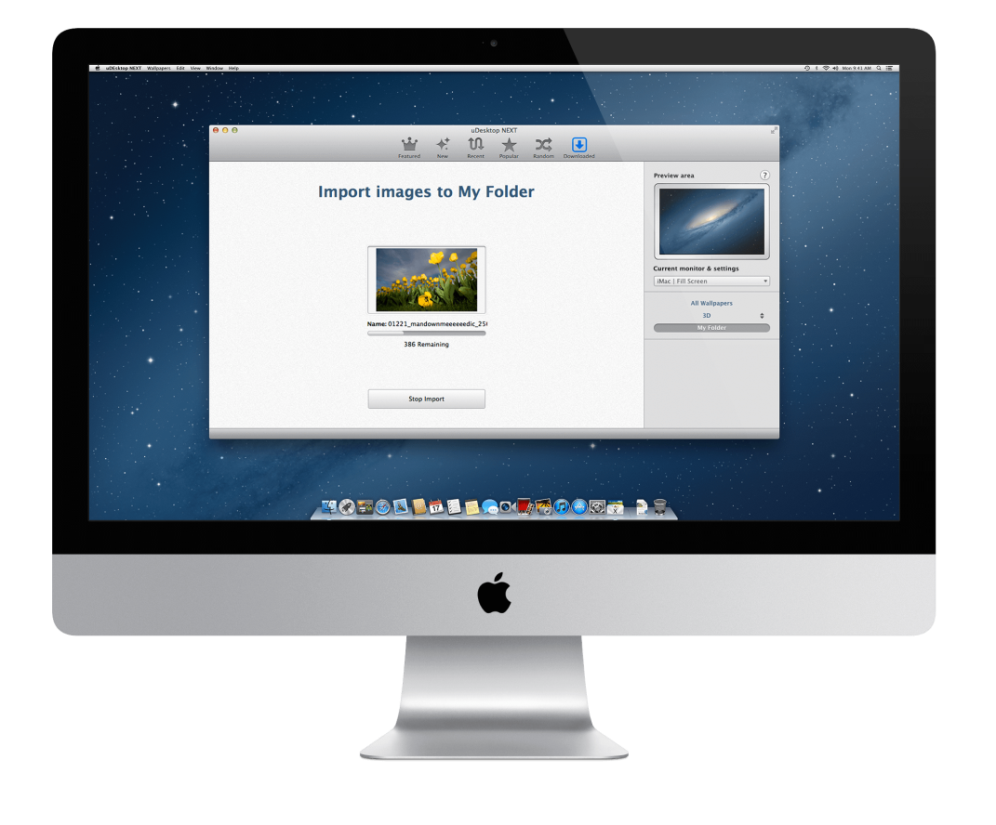 uDesktop NEXT Wallpapers Edit View Window Help
Mon 9:41 AM
uDesktop NEXT
Featured New Recent Popular Random Downloaded
Import images to My Folder
Name: 01221_mandownmeeeeeedic_25
386 Remaining
Stop Import
Preview area ?
Current monitor & settings
iMac | Fill Screen
All Wallpapers
3D
My Folder
17